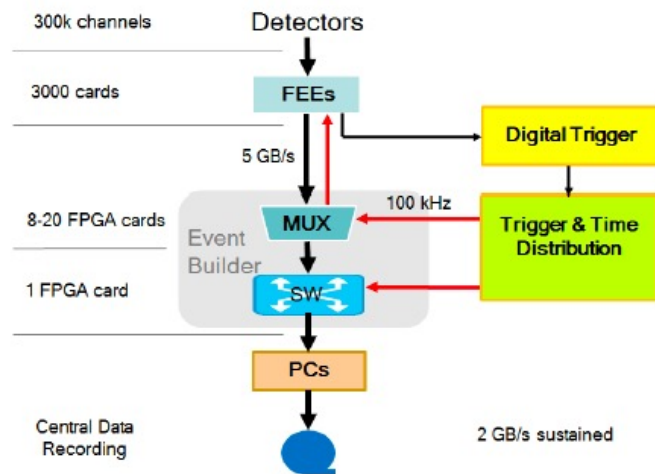 300k channels
Detectors
3000 cards
FEEs
Digital Trigger
5 GB/s
100 kHz
8-20 FPGA cards
MUX
Trigger & Time
Distribution
Event
Builder
1 FPGA card
SW
PCs
Central Data
Recording
2 GB/s sustained